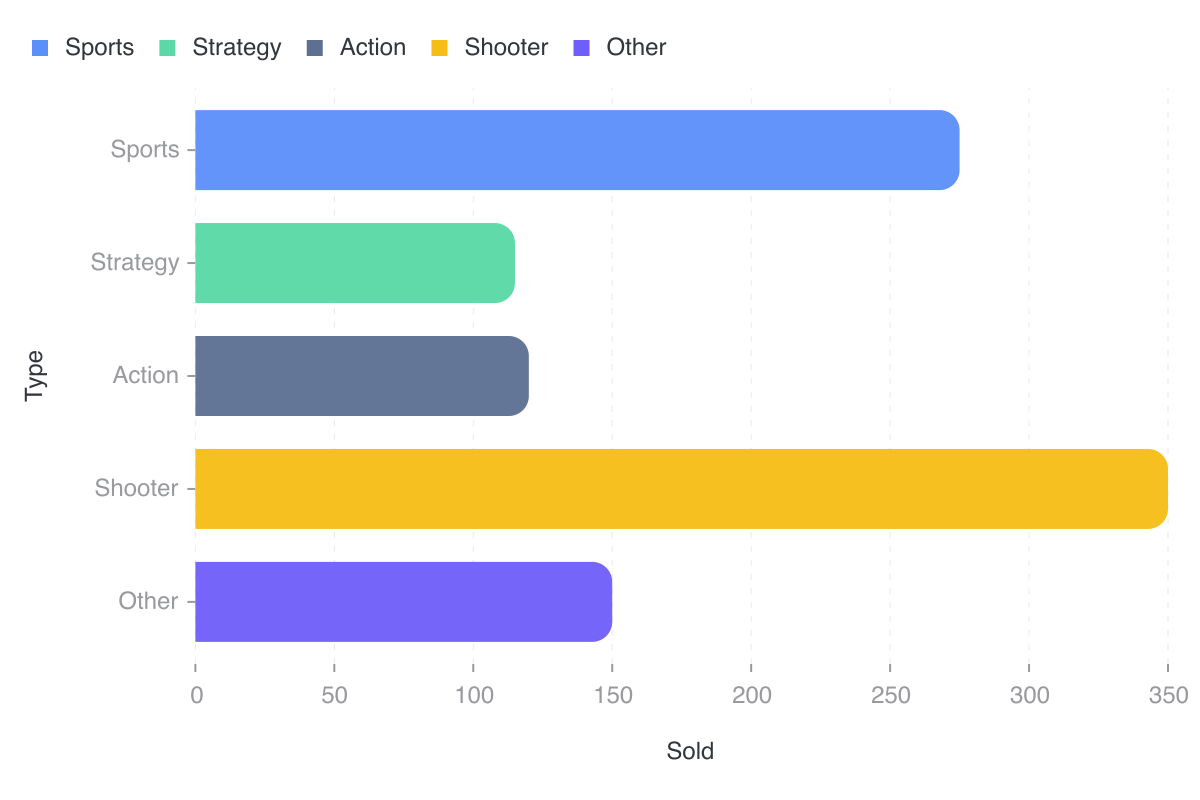 Sports Strategy Action Shooter Other
Sports
Strategy
Action
Shooter
Other
Type
0 50 100 150 200 250 300 350
Sold